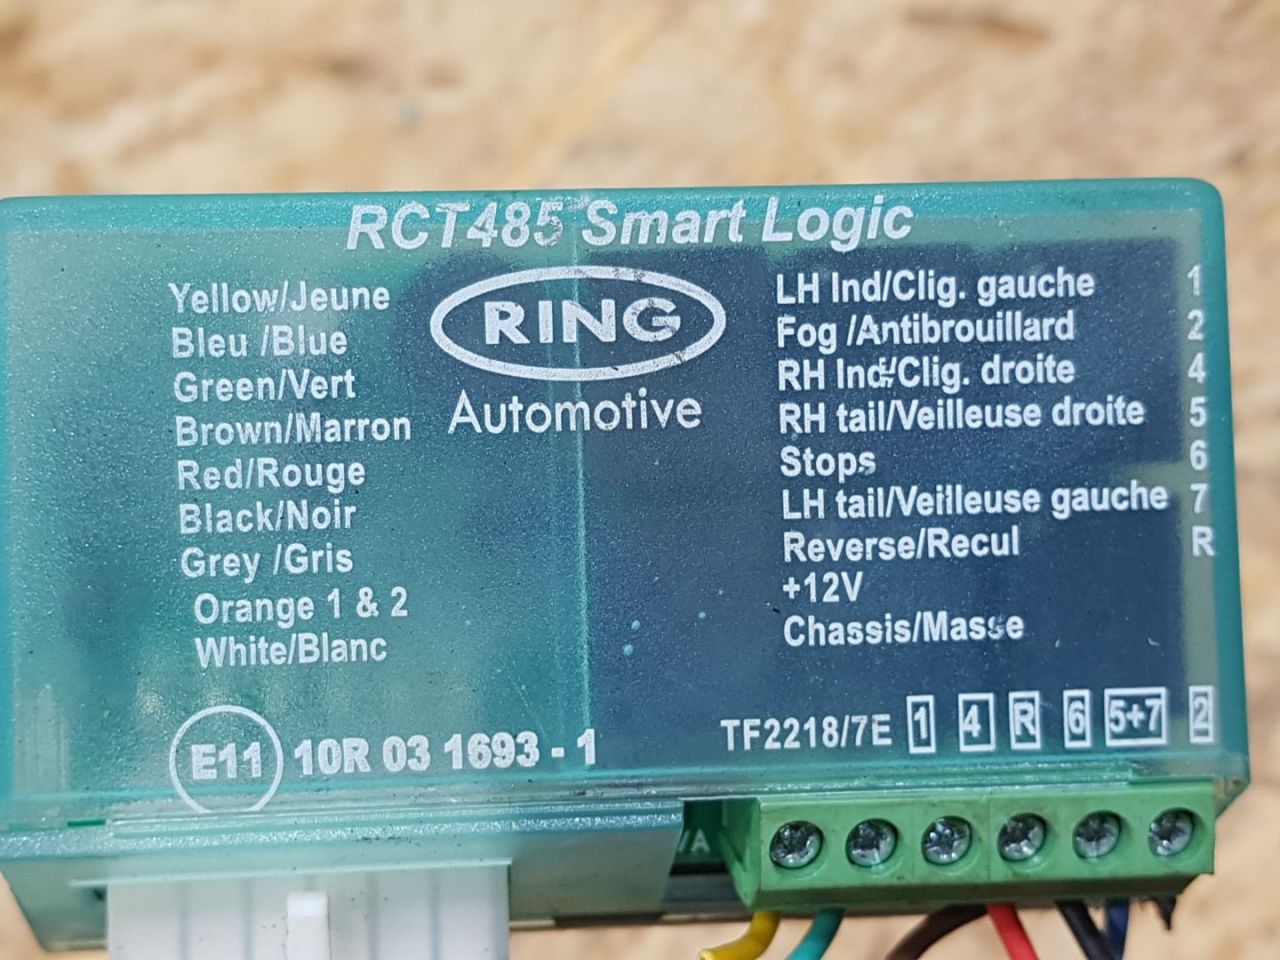 RCT485 Smart Logic
RING
Automotive
Yellow/Jeune
Bleu /Blue
Green/Vert
Brown/Marron
Red/Rouge
Black/Noir
Grey /Gris
Orange 1 & 2
White/Blanc
LH Ind/Clig. gauche 1
Fog /Antibrouillard 2
RH Ind/Clig. droite 4
RH tail/Veilleuse droite 5
Stops 6
LH tail/Veilleuse gauche 7
Reverse/Recul R
+12V
Chassis/Masse
E11 10R 03 1693 - 1
TF2218/7E 1 4 R 6 5+7 2